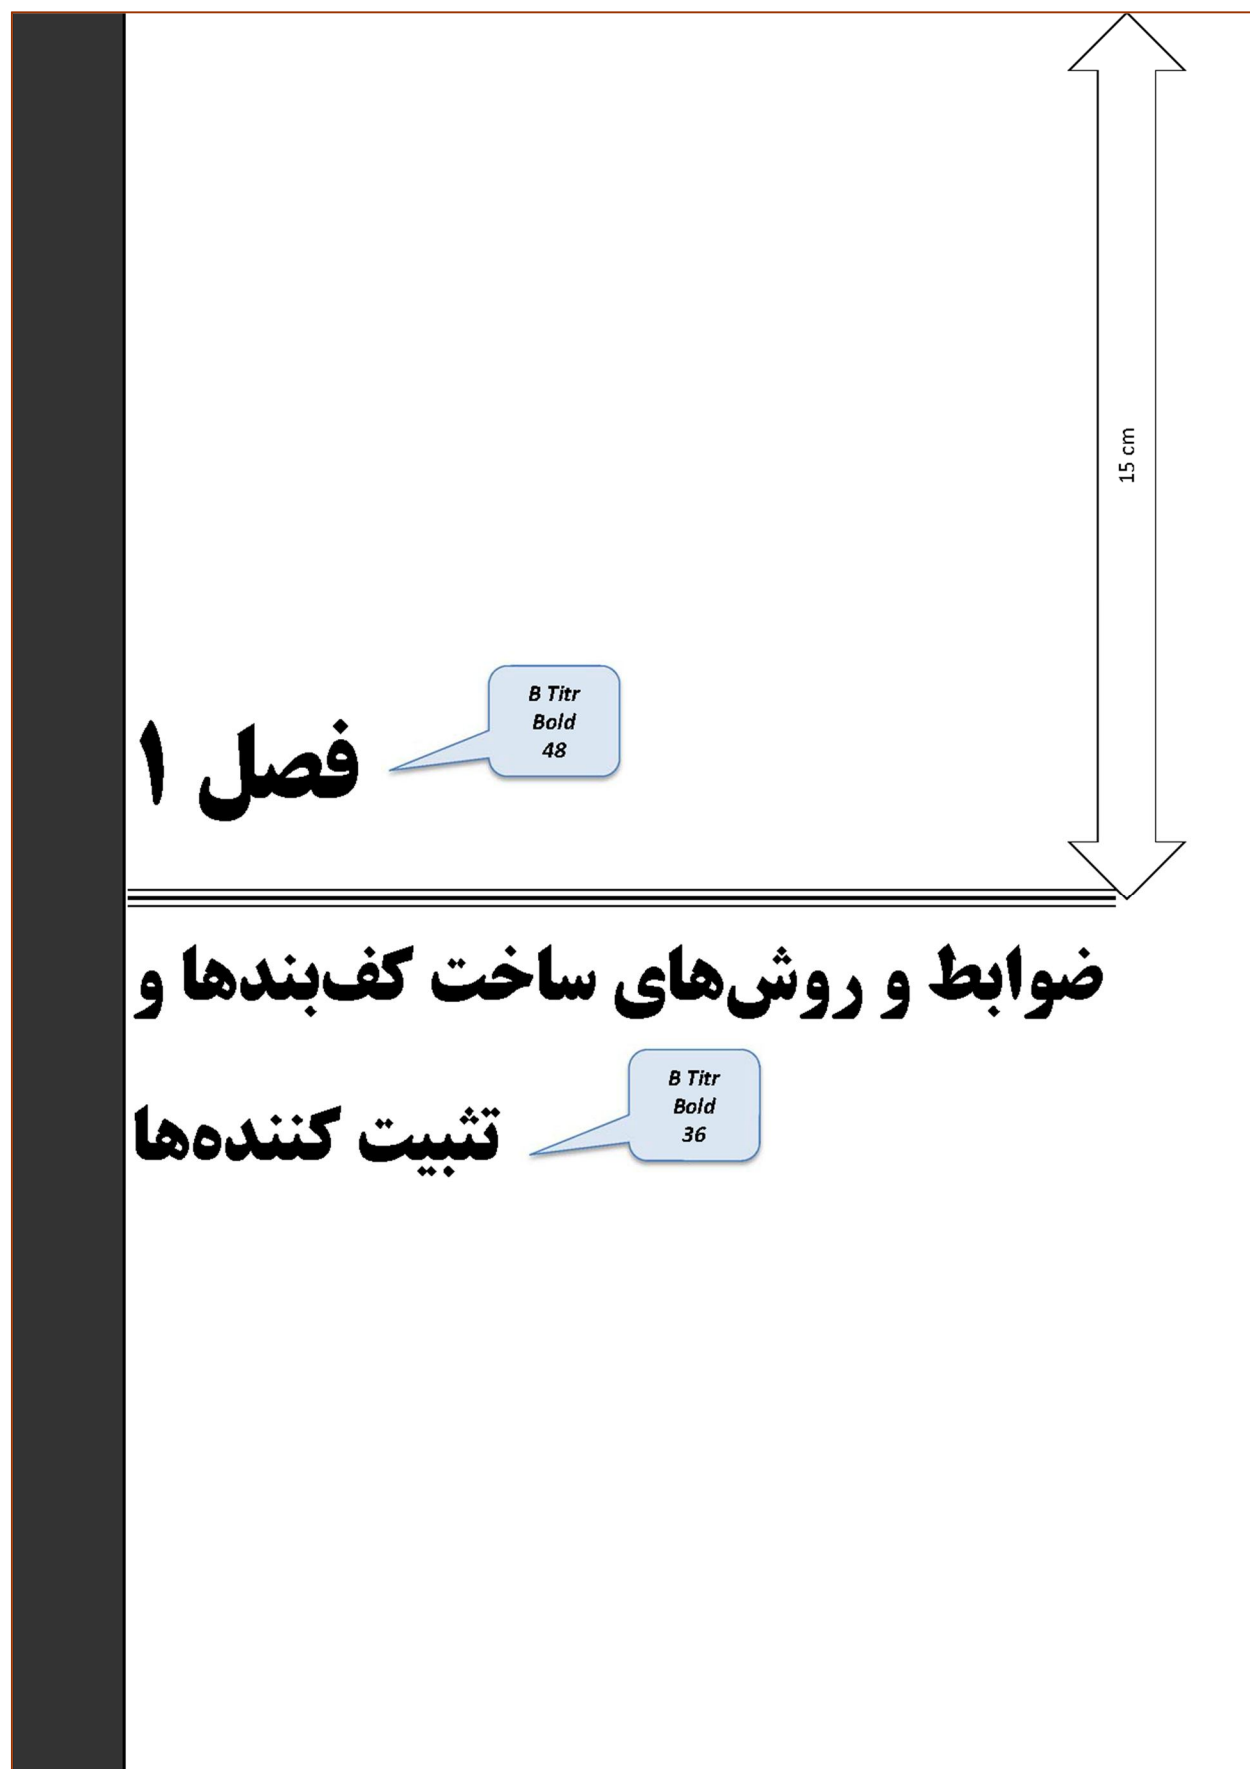 15 cm
B Titr
Bold
48
فصل ۱
ضوابط و روش‌های ساخت کف‌بندها و
B Titr
Bold
36
تثبیت کننده‌ها